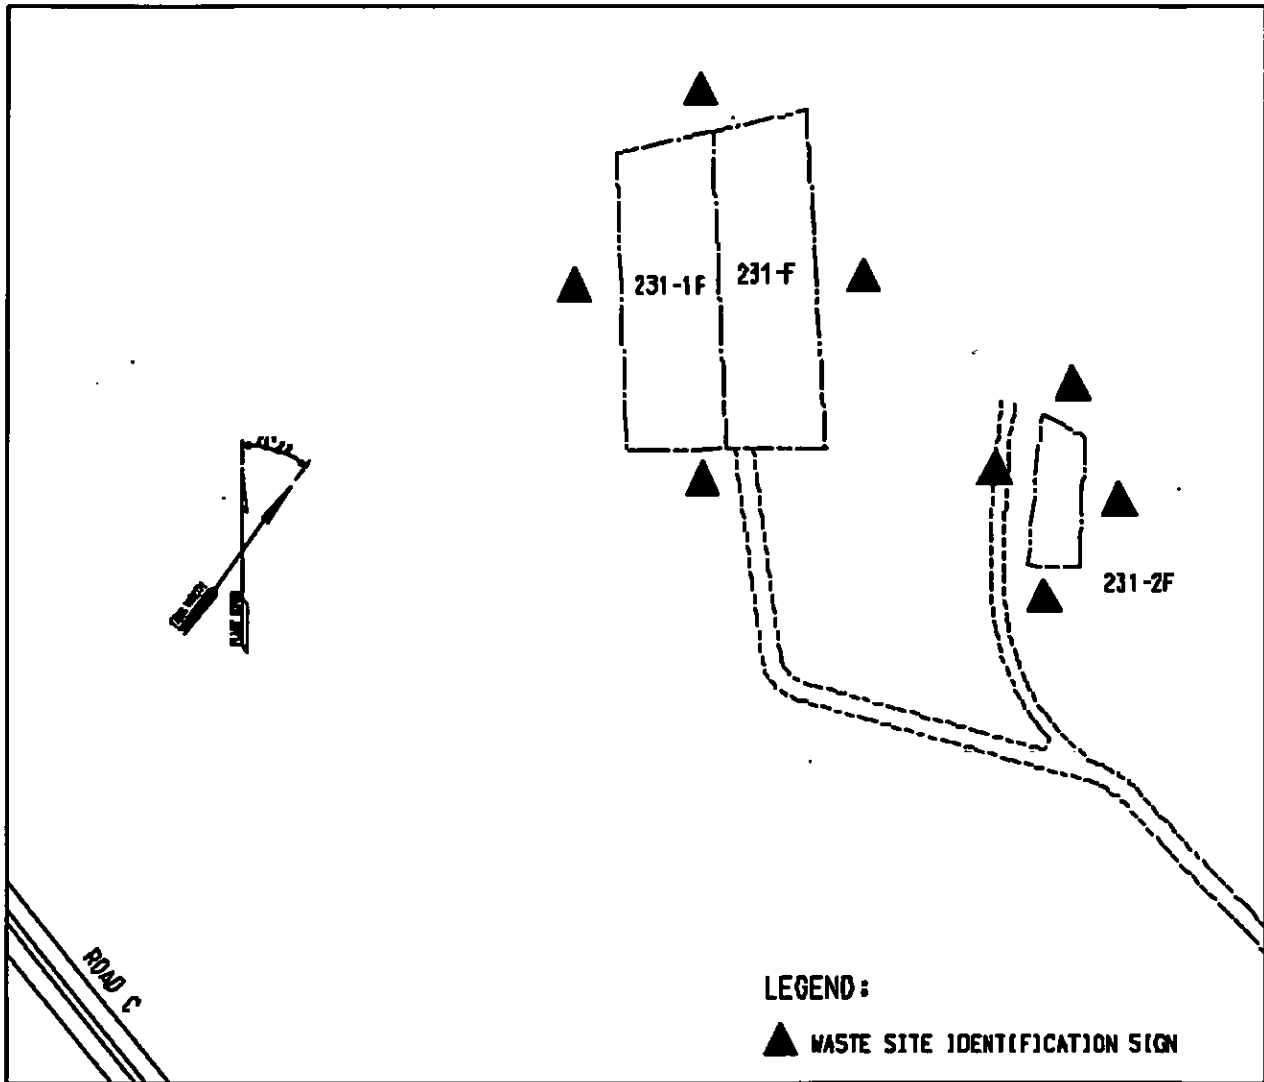 231-1F
231-F
231-2F
ROAD C
LEGEND:
WASTE SITE IDENTIFICATION SIGN